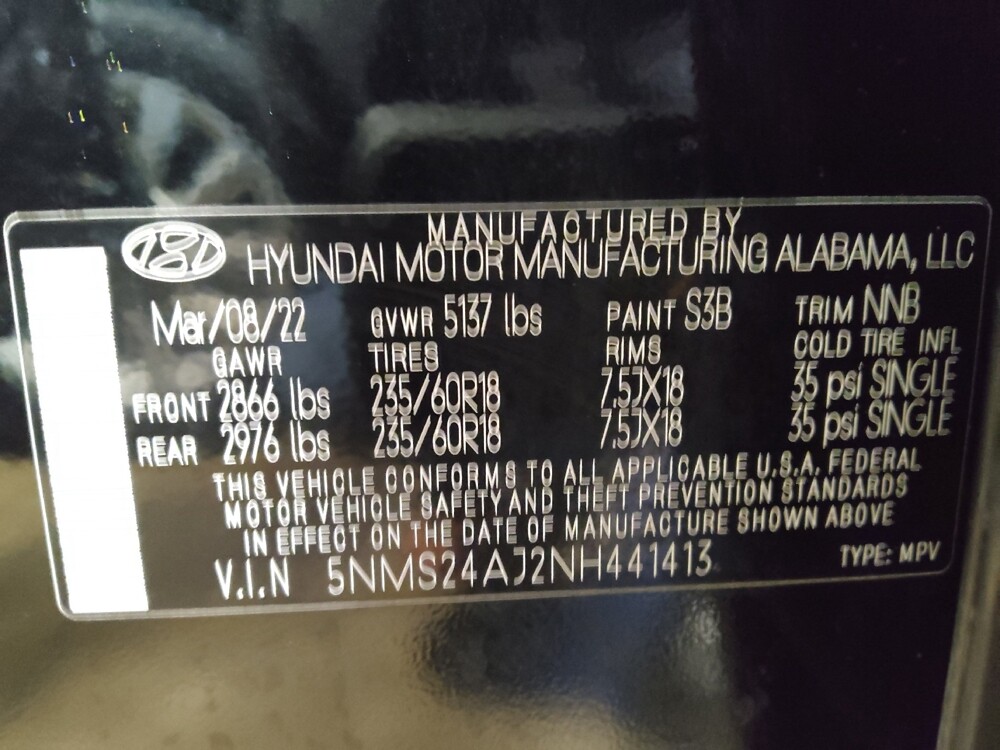 MANUFACTURED BY
HYUNDAI MOTOR MANUFACTURING ALABAMA, LLC
Mar/08/22 GVWR 5137 lbs PAINT S3B TRIM NNB
GAWR TIRES RIMS COLD TIRE INFL
FRONT 2866 lbs 235/60R18 7.5JX18 35 psi SINGLE
REAR 2976 lbs 235/60R18 7.5JX18 35 psi SINGLE
THIS VEHICLE CONFORMS TO ALL APPLICABLE U.S.A. FEDERAL
MOTOR VEHICLE SAFETY AND THEFT PREVENTION STANDARDS
IN EFFECT ON THE DATE OF MANUFACTURE SHOWN ABOVE
V.I.N 5NMS24AJ2NH441413 TYPE: MPV